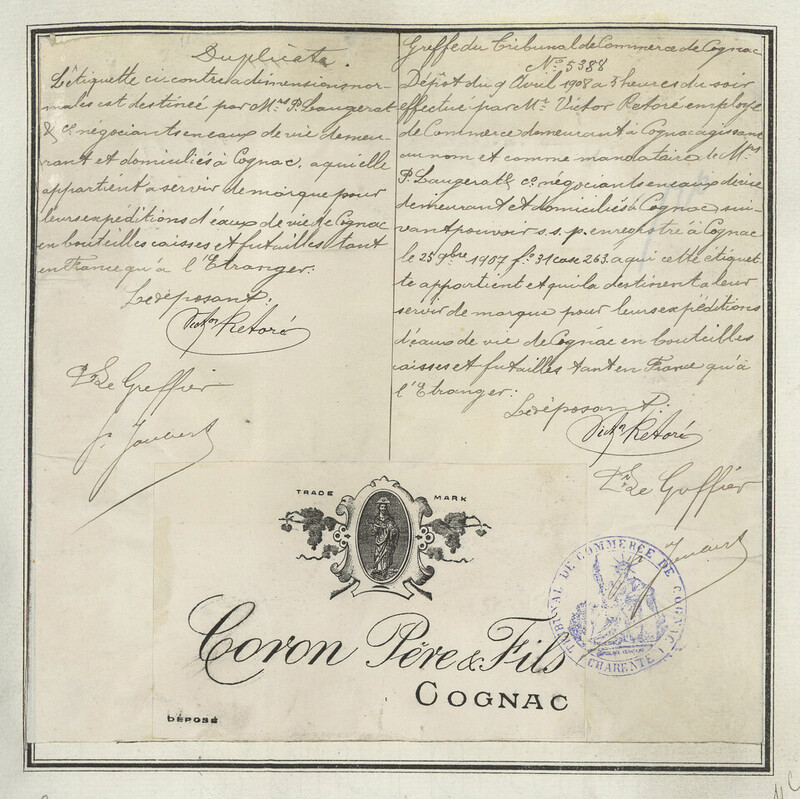 Duplicata.
L'étiquette ci-contre a dimensions nor-
males est destinée par Mrs P. Laugerat
& Cie négociants en eaux de vie demeu-
rant et domiciliés à Cognac, a qui elle
appartient a servir de marque pour
leurs expéditions d'eaux de vie de Cognac
en bouteilles caisses et futailles tant
en France qu'à l'Etranger:
Le déposant:
Victor Retoré
Pr Le Greffier
Greffe du Tribunal de Commerce de Cognac
No 5388
Dépôt du 9 Avril 1908 a 3 heures du soir
effectué par Mr Victor Retoré employé
de Commerce demeurant à Cognac agissant
au nom et comme mandataire de Mrs
P. Laugerat & Cie négociants en eaux de vie
demeurant et domiciliés à Cognac, sui-
vant pouvoir s.s.p. enregistré à Cognac
le 25 9bre 1907 fo 31 case 263. a qui cette étiquet-
te appartient et qui la destinent a leur
servir de marque pour leurs expéditions
d'eaux de vie de Cognac en bouteilles
caisses et futailles tant en France qu'à
l'Etranger:
Le déposant:
Victor Retoré
Pr Le Greffier
TRADE MARK
Coron Père & Fils
COGNAC
DÉPOSÉ
TRIBUNAL DE COMMERCE DE COGNAC
(CHARENTE)